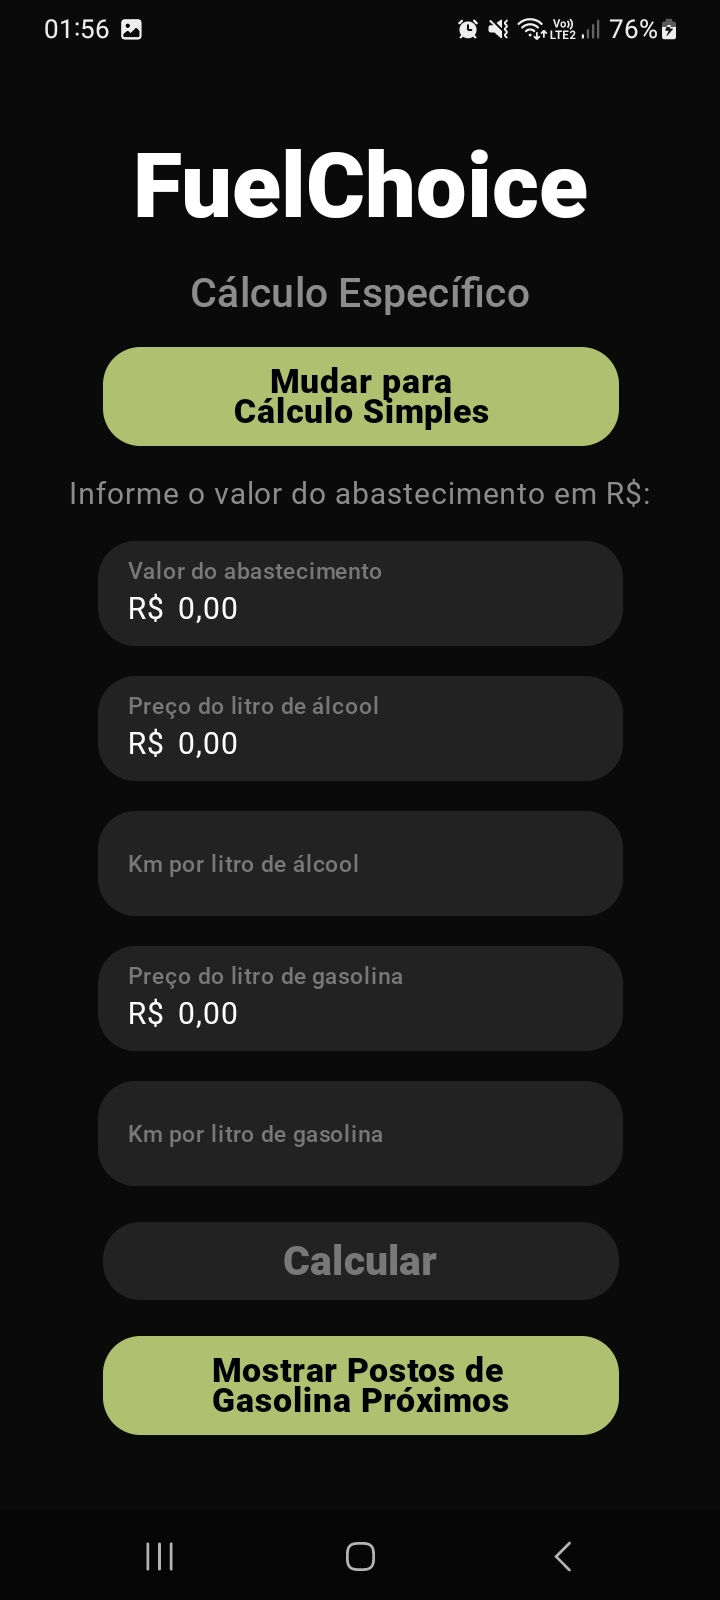 01:56
Vo))
LTE2
76%
FuelChoice
Cálculo Específico
Mudar para
Cálculo Simples
Informe o valor do abastecimento em R$:
Valor do abastecimento
R$ 0,00
Preço do litro de álcool
R$ 0,00
Km por litro de álcool
Preço do litro de gasolina
R$ 0,00
Km por litro de gasolina
Calcular
Mostrar Postos de
Gasolina Próximos